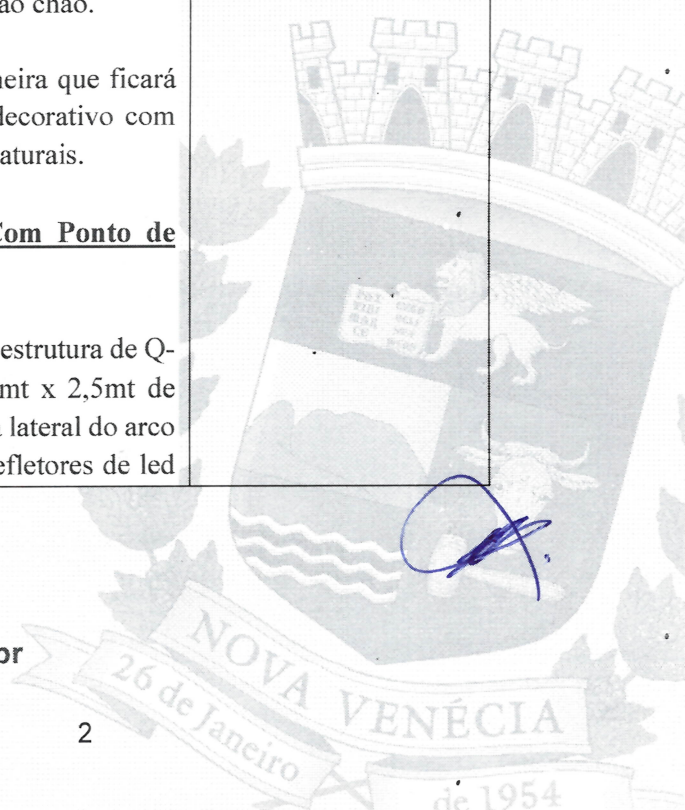 ao chão.
neira que ficará
decorativo com
aturais.
Com Ponto de
estrutura de Q-
mt x 2,5mt de
lateral do arco
efletores de led
or
2
NOVA VENÉCIA
26 de Janeiro
de 1954